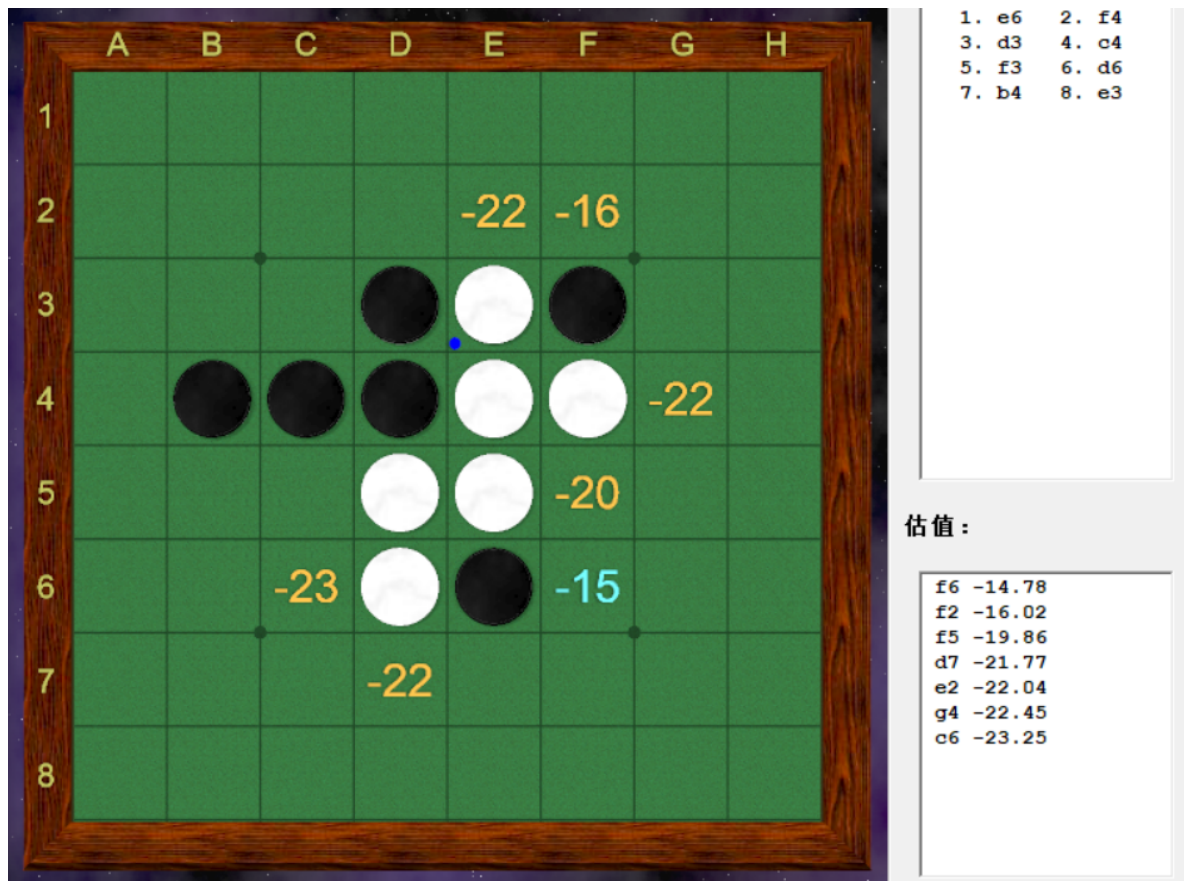 A B C D E F G H
1
2 -22 -16
3
4 -22
5 -20
6 -23 -15
7 -22
8
1. e6 2. f4
3. d3 4. c4
5. f3 6. d6
7. b4 8. e3
估值:
f6 -14.78
f2 -16.02
f5 -19.86
d7 -21.77
e2 -22.04
g4 -22.45
c6 -23.25